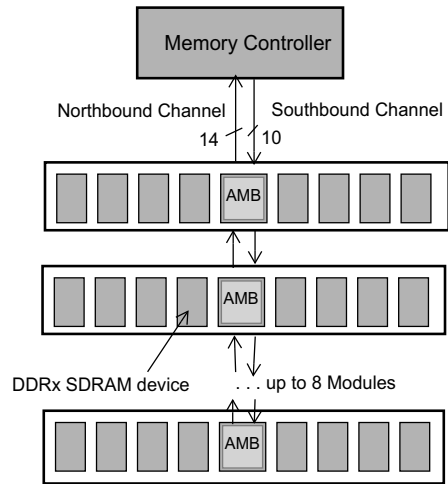 Memory Controller
Northbound Channel
Southbound Channel
14
10
AMB
AMB
DDRx SDRAM device
. . . up to 8 Modules
AMB